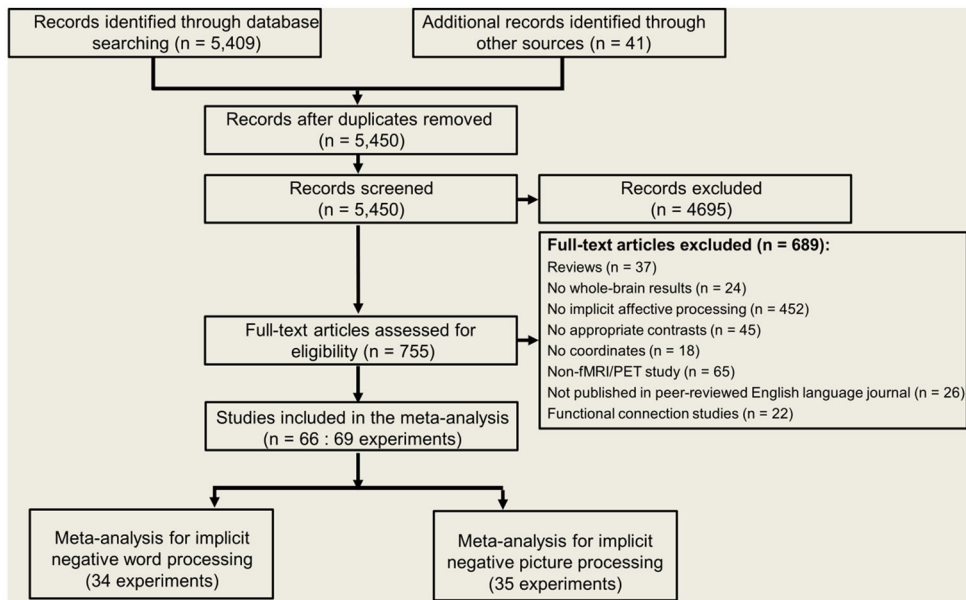 Records identified through database
searching (n = 5,409)
Additional records identified through
other sources (n = 41)
Records after duplicates removed
(n = 5,450)
Records screened
(n = 5,450)
Records excluded
(n = 4695)
Full-text articles assessed for
eligibility (n = 755)
Full-text articles excluded (n = 689):
Reviews (n = 37)
No whole-brain results (n = 24)
No implicit affective processing (n = 452)
No appropriate contrasts (n = 45)
No coordinates (n = 18)
Non-fMRI/PET study (n = 65)
Not published in peer-reviewed English language journal (n = 26)
Functional connection studies (n = 22)
Studies included in the meta-analysis
(n = 66 : 69 experiments)
Meta-analysis for implicit
negative word processing
(34 experiments)
Meta-analysis for implicit
negative picture processing
(35 experiments)